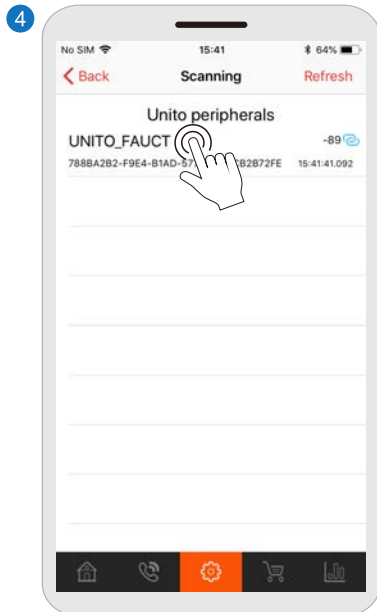 4
No SIM 15:41 64%
Back Scanning Refresh
Unito peripherals
UNITO_FAUCT -89
788BA2B2-F9E4-B1AD-57 B2B72FE 15:41:41.092